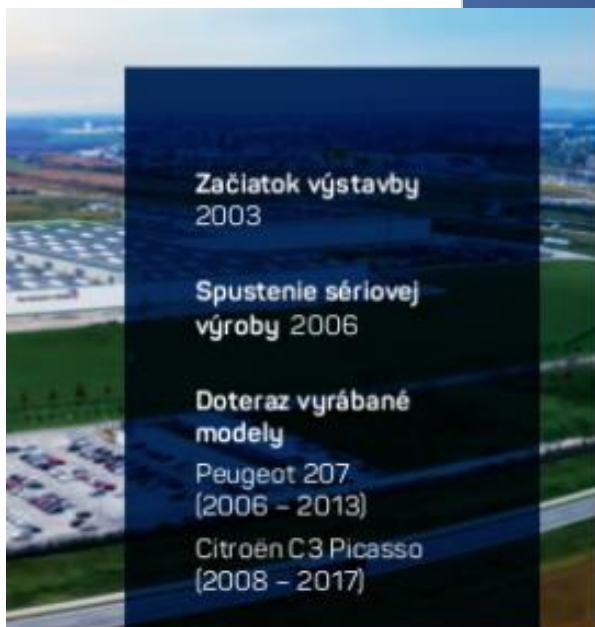 Začiatok výstavby
2003
Spustenie sériovej
výroby 2006
Doteraz vyrábané
modely
Peugeot 207
(2006 – 2013)
Citroën C3 Picasso
(2008 – 2017)